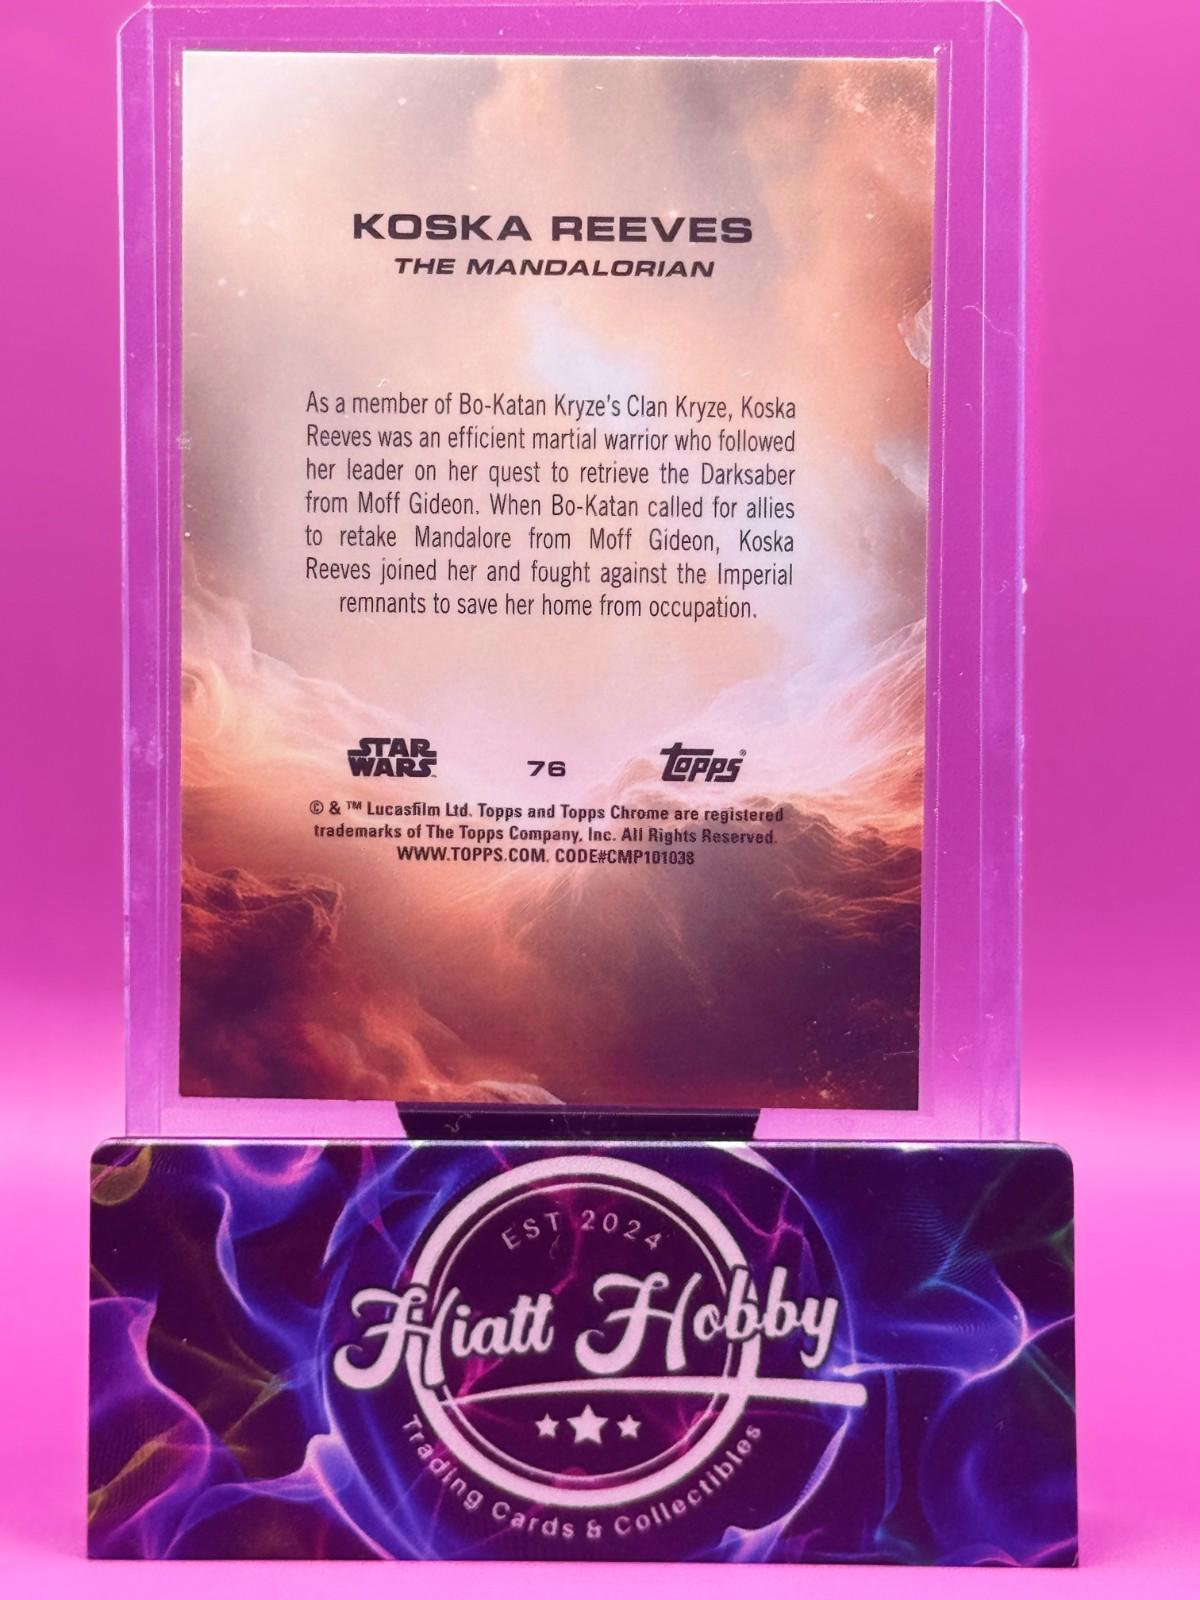 KOSKA REEVES
THE MANDALORIAN
As a member of Bo-Katan Kryze's Clan Kryze, Koska
Reeves was an efficient martial warrior who followed
her leader on her quest to retrieve the Darksaber
from Moff Gideon. When Bo-Katan called for allies
to retake Mandalore from Moff Gideon, Koska
Reeves joined her and fought against the Imperial
remnants to save her home from occupation.
STAR
WARS
76
TOPPS®
© & ™ Lucasfilm Ltd. Topps and Topps Chrome are registered
trademarks of The Topps Company, Inc. All Rights Reserved.
WWW.TOPPS.COM. CODE#CMP101038
EST 2024
Hiatt Hobby
Trading Cards & Collectibles